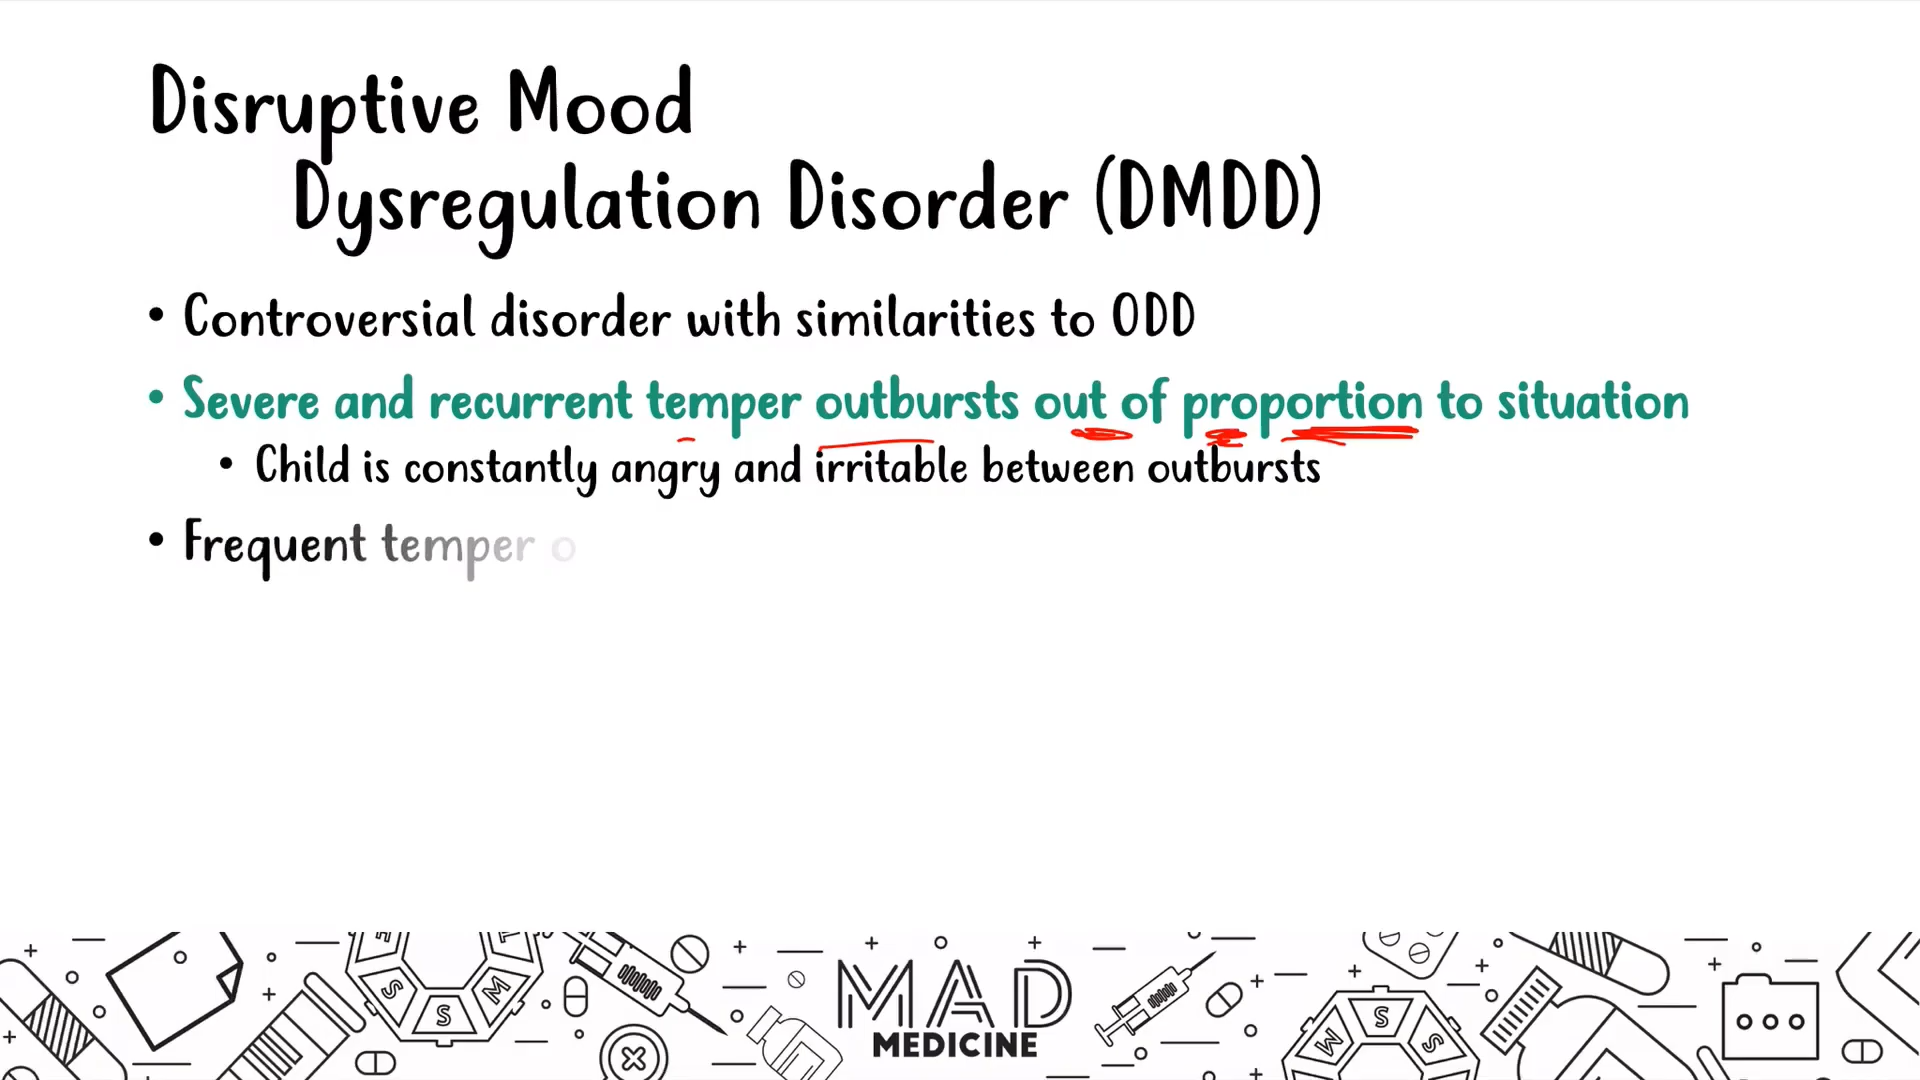 Disruptive Mood
Dysregulation Disorder (DMDD)
• Controversial disorder with similarities to ODD
• Severe and recurrent temper outbursts out of proportion to situation
• Child is constantly angry and irritable between outbursts
• Frequent temper o
S S M
MAD
MEDICINE
M S S